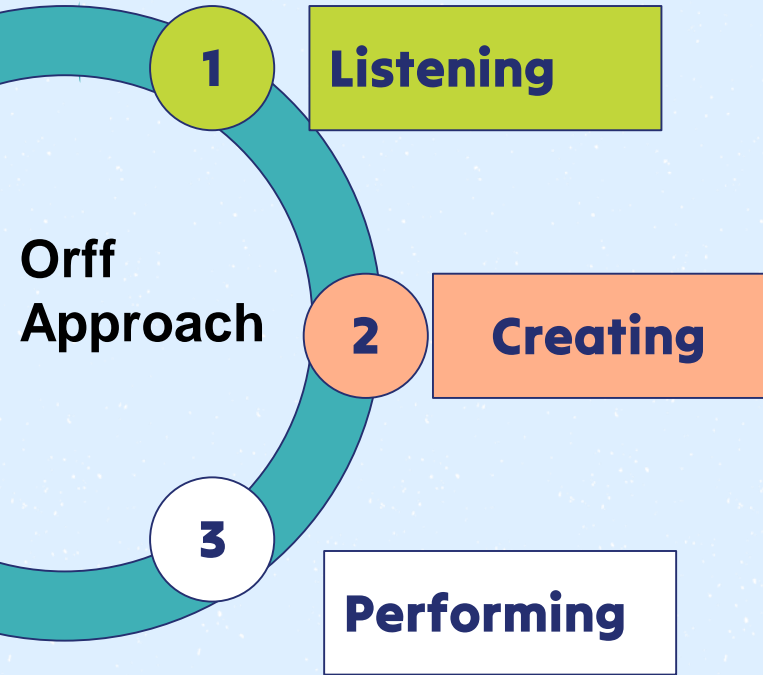 1
Listening
Orff
Approach
2
Creating
3
Performing